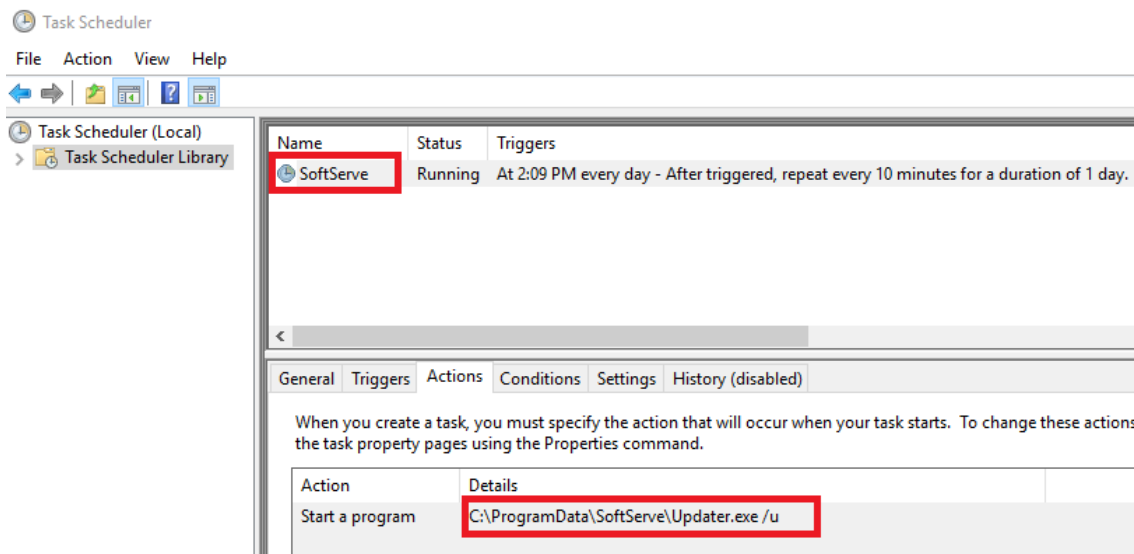 Task Scheduler
File Action View Help
Task Scheduler (Local)
Task Scheduler Library
Name Status Triggers
SoftServe Running At 2:09 PM every day - After triggered, repeat every 10 minutes for a duration of 1 day.
General Triggers Actions Conditions Settings History (disabled)
When you create a task, you must specify the action that will occur when your task starts. To change these actions
the task property pages using the Properties command.
Action Details
Start a program C:\ProgramData\SoftServe\Updater.exe /u